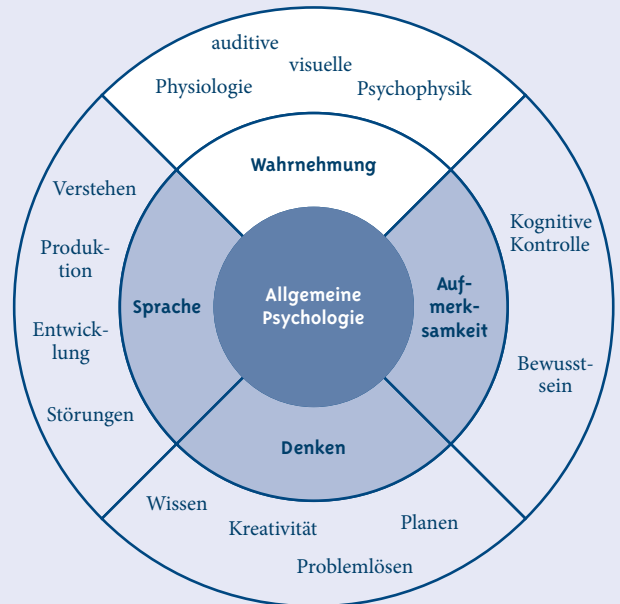 auditive
visuelle
Physiologie
Psychophysik
Wahrnehmung
Verstehen
Produk-
tion
Entwick-
lung
Störungen
Sprache
Allgemeine
Psychologie
Auf-
merk-
samkeit
Kognitive
Kontrolle
Bewusst-
sein
Denken
Wissen
Kreativität
Planen
Problemlösen